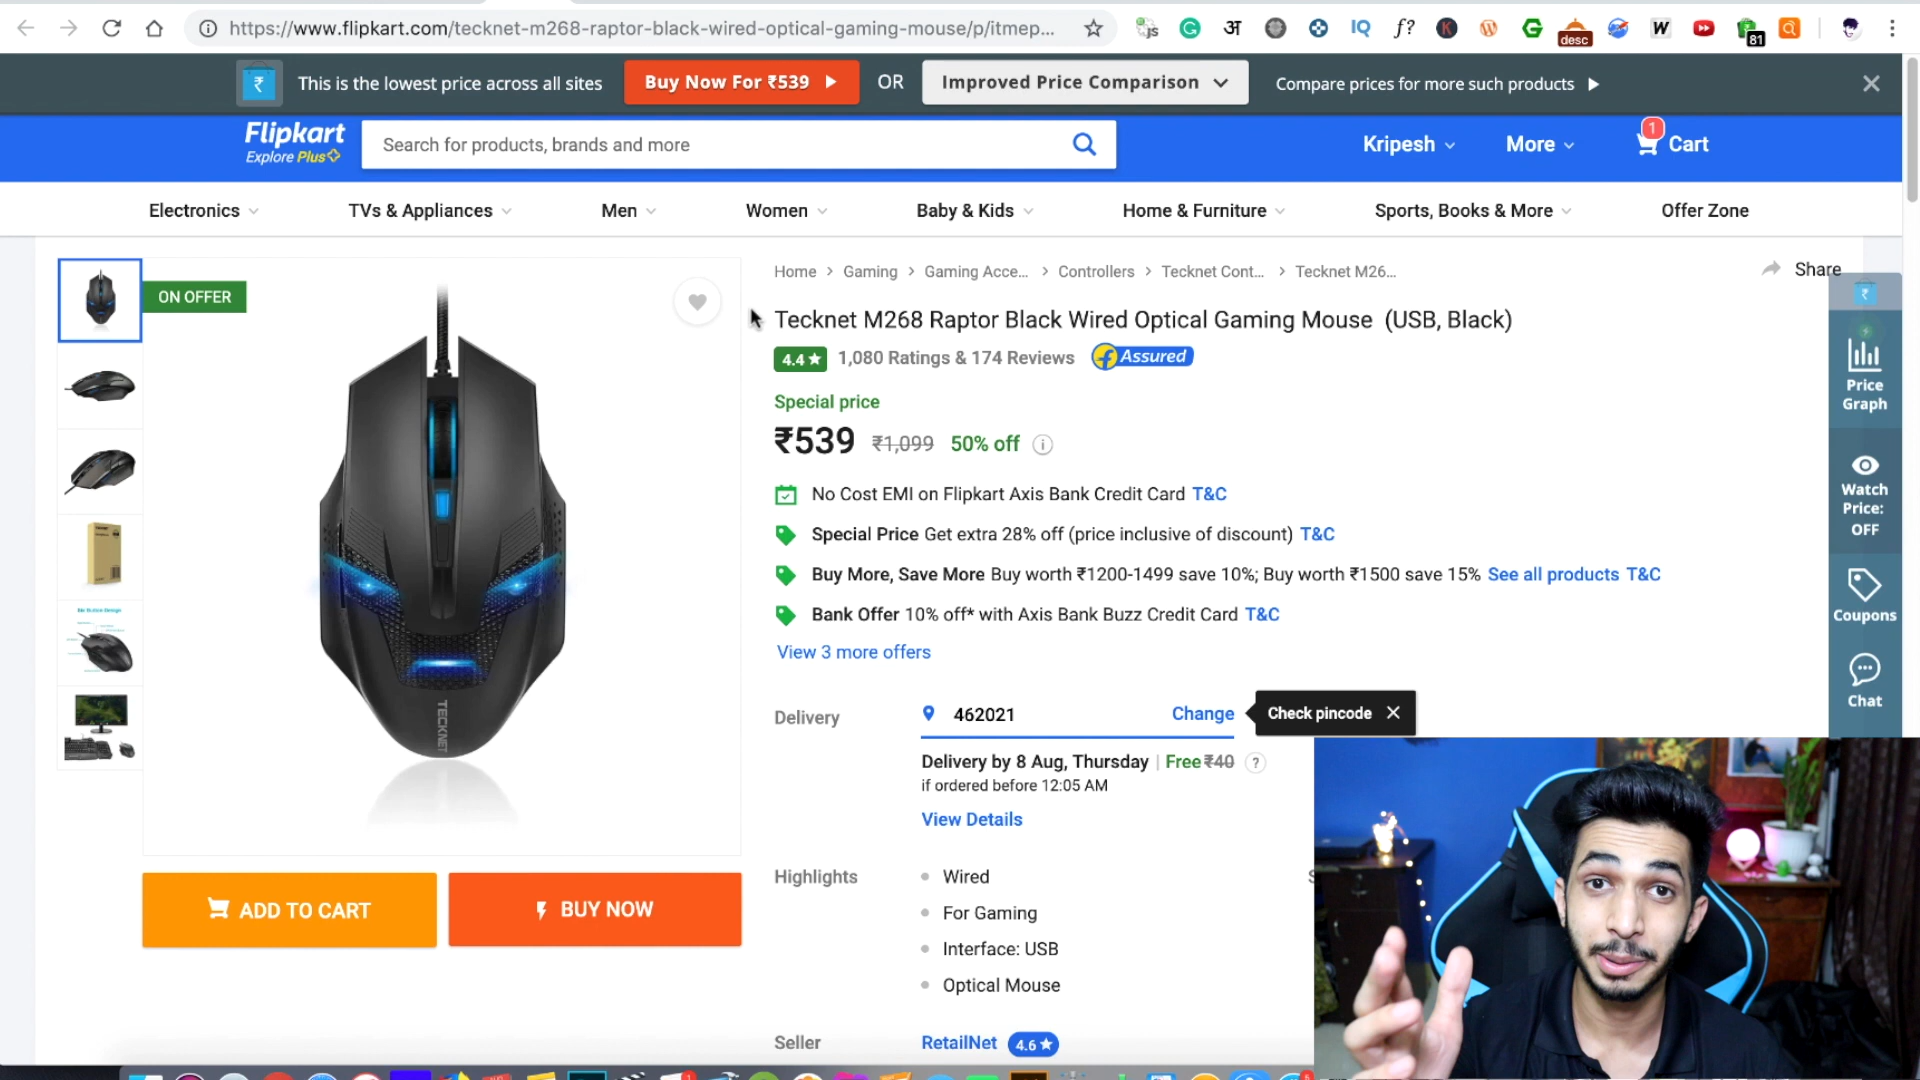 https://www.flipkart.com/tecknet-m268-raptor-black-wired-optical-gaming-mouse/p/itmep...
JS
अ
IQ
f?
K
W
desc
81
This is the lowest price across all sites
Buy Now For ₹539
OR
Improved Price Comparison
Compare prices for more such products
Flipkart
Explore Plus
Search for products, brands and more
Kripesh
More
1
Cart
Electronics
TVs & Appliances
Men
Women
Baby & Kids
Home & Furniture
Sports, Books & More
Offer Zone
ON OFFER
Home > Gaming > Gaming Acce... > Controllers > Tecknet Cont... > Tecknet M26...
Share
Tecknet M268 Raptor Black Wired Optical Gaming Mouse (USB, Black)
4.4★ 1,080 Ratings & 174 Reviews
Assured
Special price
₹539 ₹1,099 50% off
No Cost EMI on Flipkart Axis Bank Credit Card T&C
Special Price Get extra 28% off (price inclusive of discount) T&C
Buy More, Save More Buy worth ₹1200-1499 save 10%; Buy worth ₹1500 save 15% See all products T&C
Bank Offer 10% off* with Axis Bank Buzz Credit Card T&C
View 3 more offers
Price
Graph
Watch
Price:
OFF
Coupons
Chat
TECKNET
Delivery
462021
Change
Check pincode
Delivery by 8 Aug, Thursday | Free ₹40 ?
if ordered before 12:05 AM
View Details
ADD TO CART
BUY NOW
Highlights
Wired
For Gaming
Interface: USB
Optical Mouse
Seller
RetailNet 4.6★